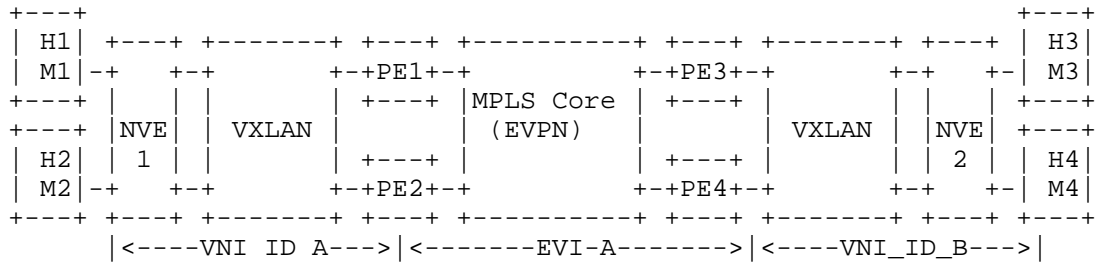 H1
M1 PE1 PE3 M3
H3
MPLS Core
NVE VXLAN (EVPN) VXLAN NVE
H2 1 2 H4
M2 PE2 PE4 M4
|<----VNI ID A--->|<-------EVI-A------->|<----VNI_ID_B--->|